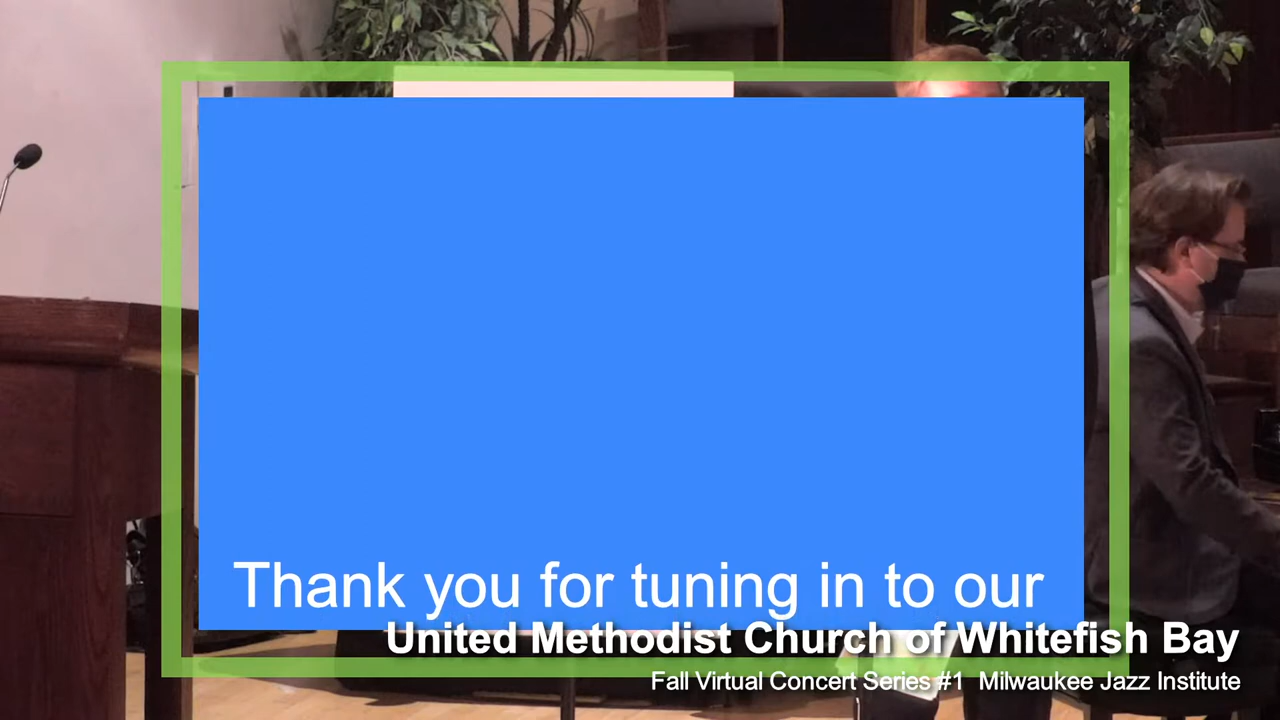 Thank you for tuning in to our
United Methodist Church of Whitefish Bay
Fall Virtual Concert Series #1 Milwaukee Jazz Institute